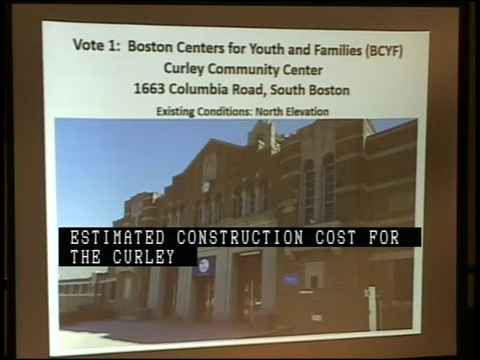 Vote 1: Boston Centers for Youth and Families (BCYF)
Curley Community Center
1663 Columbia Road, South Boston
Existing Conditions: North Elevation
ESTIMATED CONSTRUCTION COST FOR
THE CURLEY